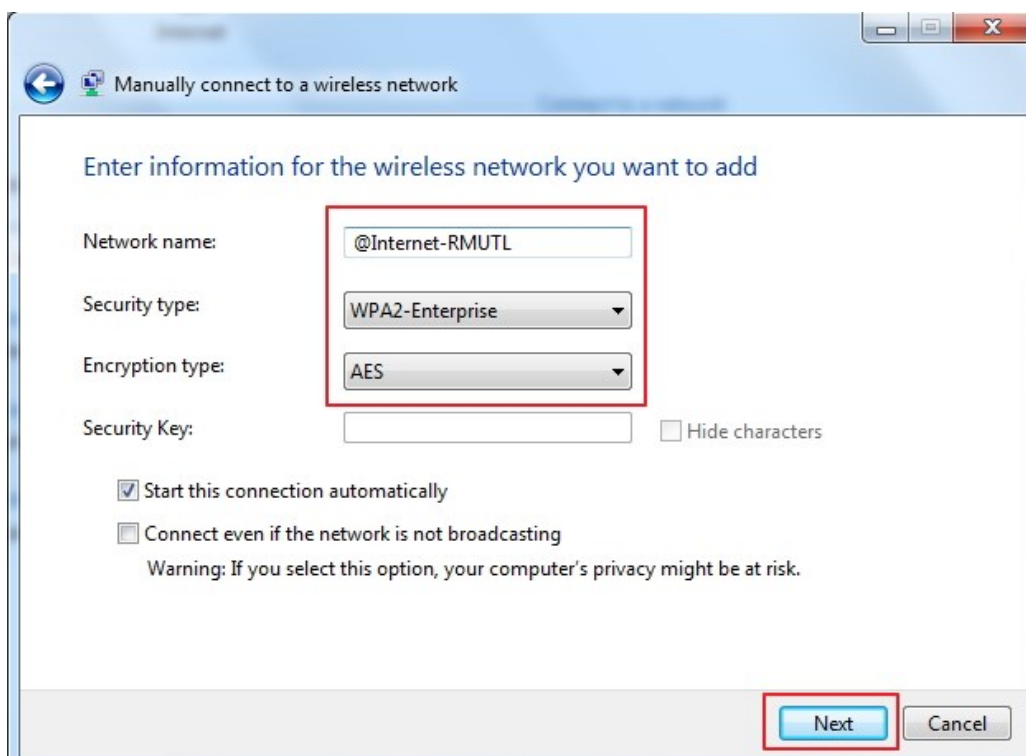 Manually connect to a wireless network
Enter information for the wireless network you want to add
Network name: @Internet-RMUTL
Security type: WPA2-Enterprise
Encryption type: AES
Security Key: Hide characters
Start this connection automatically
Connect even if the network is not broadcasting
Warning: If you select this option, your computer's privacy might be at risk.
Next Cancel